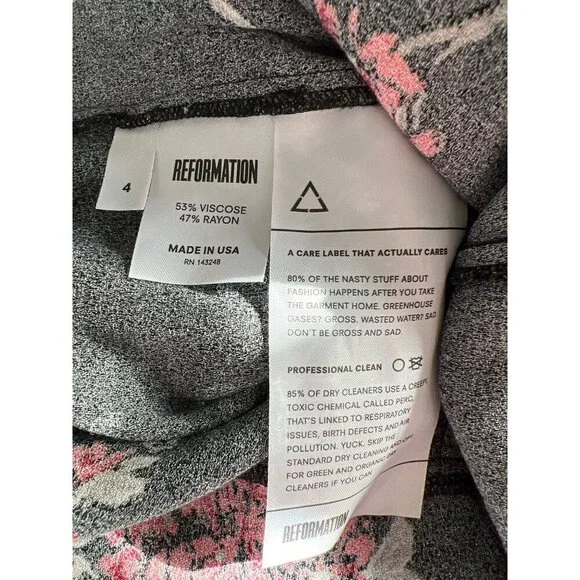 4
REFORMATION
53% VISCOSE
47% RAYON
MADE IN USA
RN 143248
A CARE LABEL THAT ACTUALLY CARES
80% OF THE NASTY STUFF ABOUT
FASHION HAPPENS AFTER YOU TAKE
THE GARMENT HOME. GREENHOUSE
GASES? GROSS. WASTED WATER? SAD.
DON'T BE GROSS AND SAD.
PROFESSIONAL CLEAN
85% OF DRY CLEANERS USE A CREEPY,
TOXIC CHEMICAL CALLED PERC,
THAT'S LINKED TO RESPIRATORY
ISSUES, BIRTH DEFECTS AND AIR
POLLUTION. YUCK. SKIP THE
STANDARD DRY CLEANING AND OPT
FOR GREEN AND ORGANIC DRY
CLEANERS IF YOU CAN.
REFORMATION